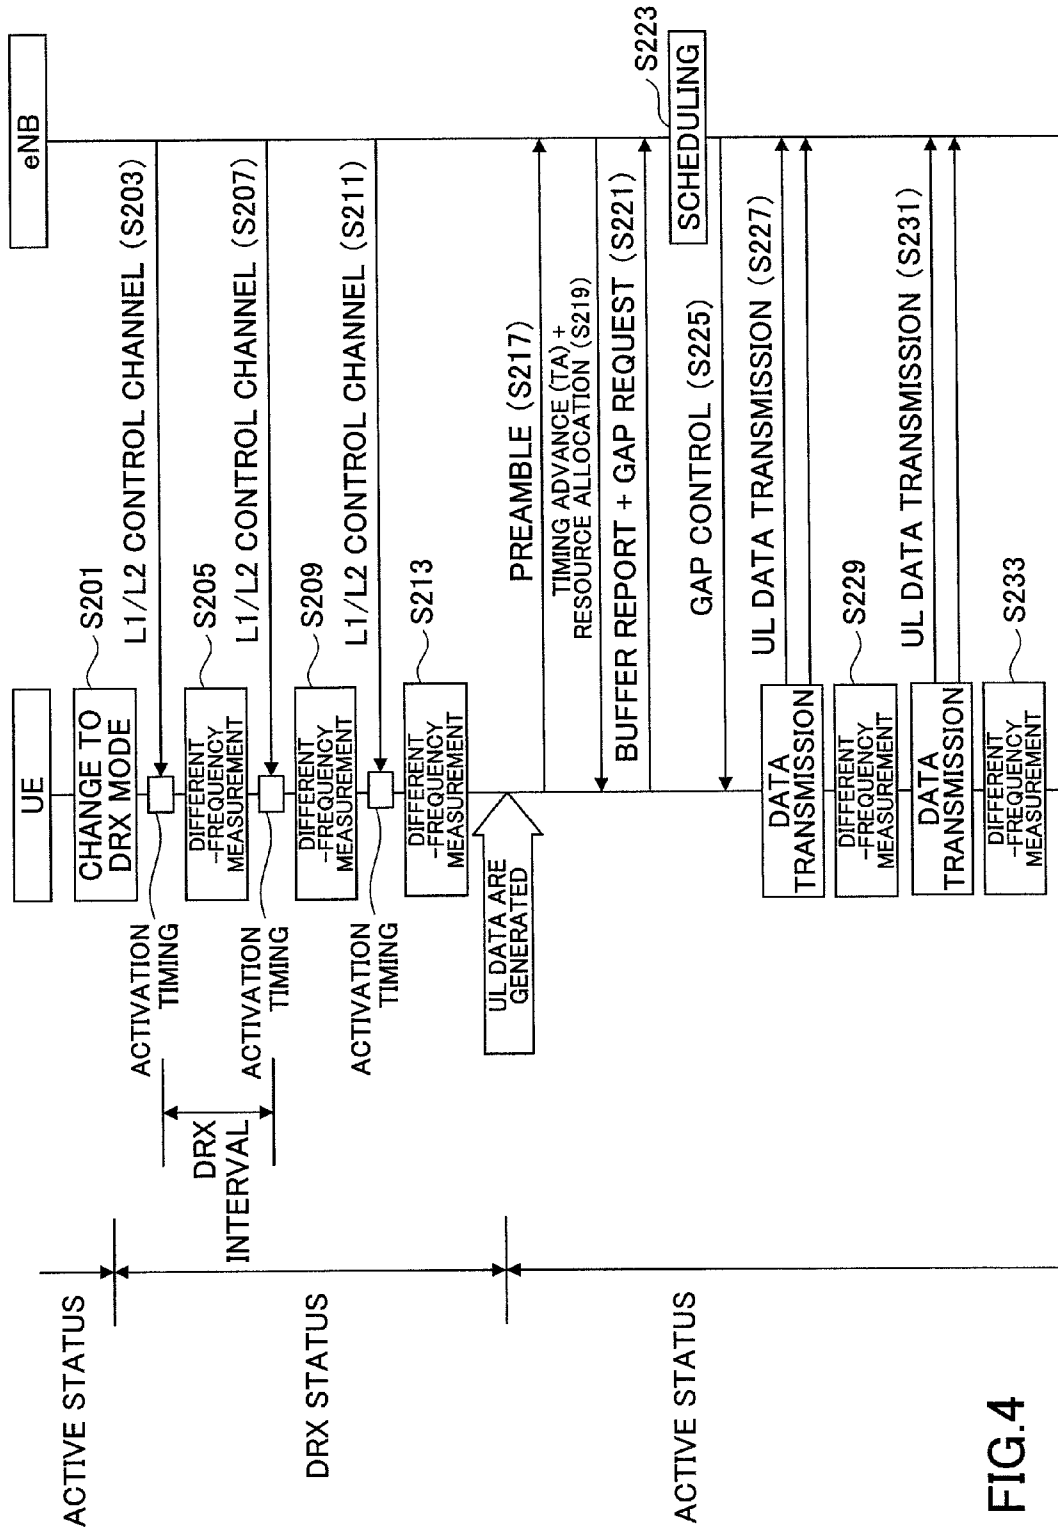 UE
eNB
ACTIVE STATUS
CHANGE TO
DRX MODE
S201
L1/L2 CONTROL CHANNEL (S203)
ACTIVATION
TIMING
DIFFERENT
-FREQUENCY
MEASUREMENT
S205
DRX
INTERVAL
L1/L2 CONTROL CHANNEL (S207)
ACTIVATION
TIMING
DRX STATUS
DIFFERENT
-FREQUENCY
MEASUREMENT
S209
L1/L2 CONTROL CHANNEL (S211)
ACTIVATION
TIMING
DIFFERENT
-FREQUENCY
MEASUREMENT
S213
UL DATA ARE
GENERATED
PREAMBLE (S217)
TIMING ADVANCE (TA) +
RESOURCE ALLOCATION (S219)
BUFFER REPORT + GAP REQUEST (S221)
S223
SCHEDULING
ACTIVE STATUS
GAP CONTROL (S225)
UL DATA TRANSMISSION (S227)
DATA
TRANSMISSION
DIFFERENT
-FREQUENCY
MEASUREMENT
S229
UL DATA TRANSMISSION (S231)
DATA
TRANSMISSION
DIFFERENT
-FREQUENCY
MEASUREMENT
S233
FIG.4